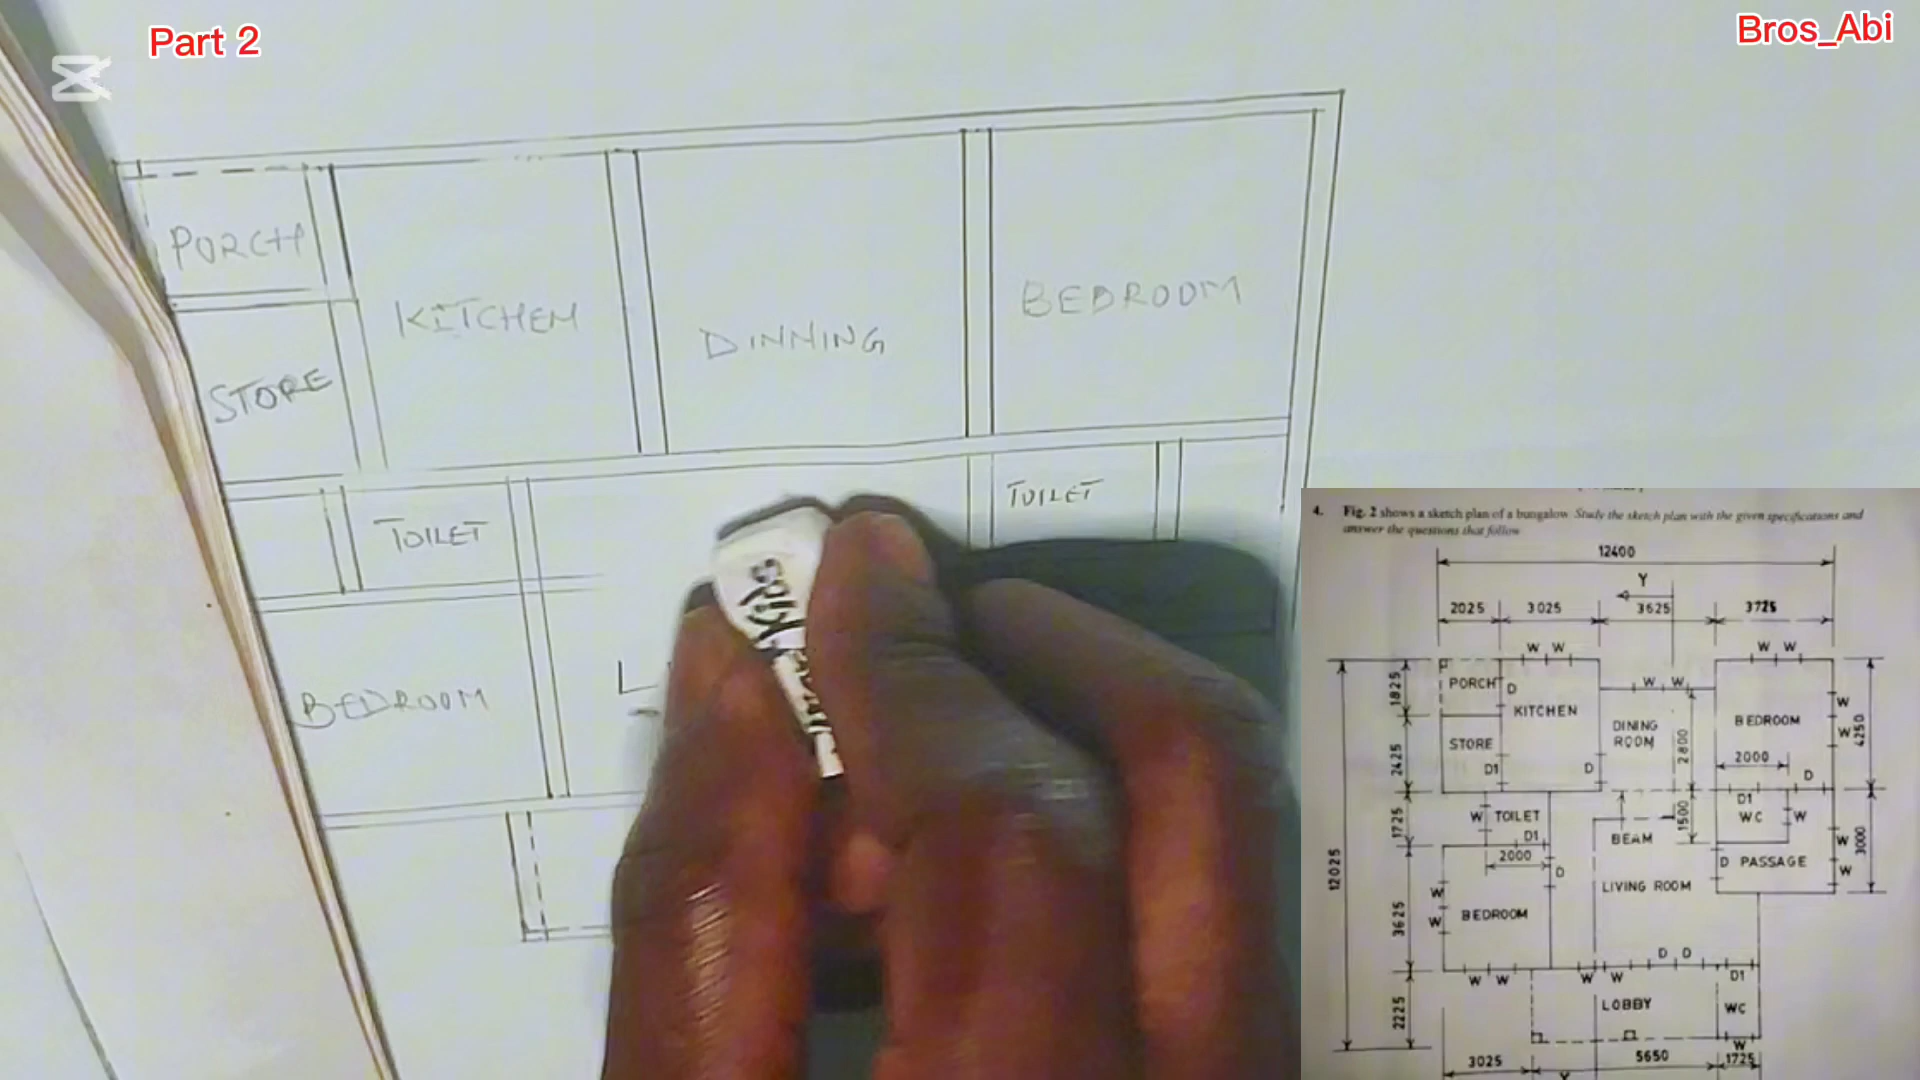 Part 2
Bros_Abi
PORCH
KITCHEN
DINNING
BEDROOM
STORE
TOILET
TOILET
BEDROOM
4. Fig. 2 shows a sketch plan of a bungalow. Study the sketch plan with the given specifications and
answer the questions that follow
12400
Y
2025 3025 3625 3725
W W W W
PORCH D W W
1825 KITCHEN W
DINING BEDROOM
ROOM W 4250
STORE 2800 2000
2425 D1 D D
D1
W TOILET 1500 WC W
1725 D1 BEAM W
2000 D D PASSAGE 3000
W
12025 W LIVING ROOM
W BEDROOM
3625
D D
W W W W D1
LOBBY WC
2225
W
3025 5650 1725